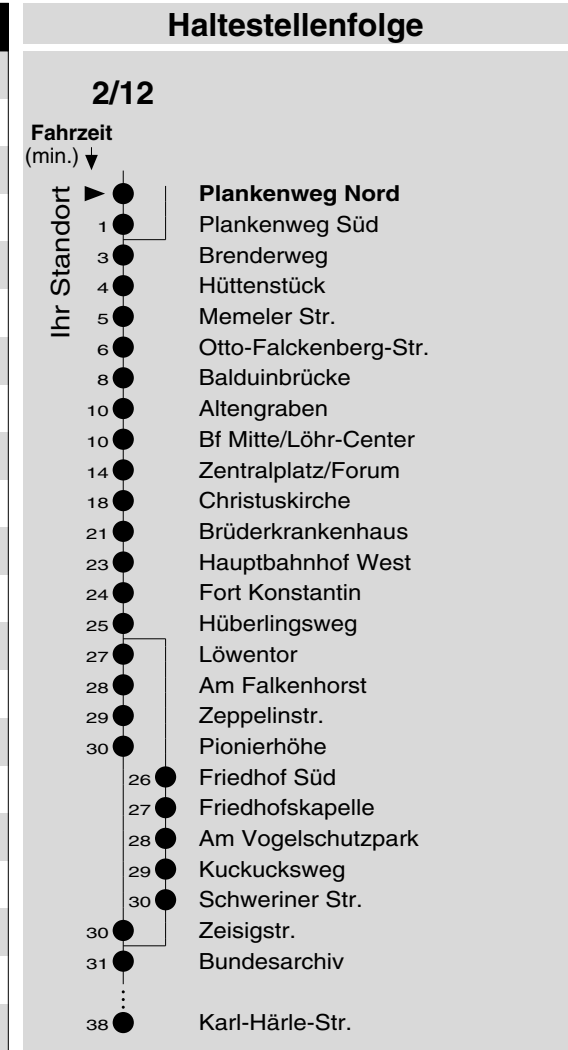 Haltestellenfolge
2/12
Fahrzeit
(min.)
Ihr Standort
Plankenweg Nord
1 Plankenweg Süd
3 Brenderweg
4 Hüttenstück
5 Memeler Str.
6 Otto-Falckenberg-Str.
8 Balduinbrücke
10 Altengraben
10 Bf Mitte/Löhr-Center
14 Zentralplatz/Forum
18 Christuskirche
21 Brüderkrankenhaus
23 Hauptbahnhof West
24 Fort Konstantin
25 Hüberlingsweg
27 Löwentor
28 Am Falkenhorst
29 Zeppelinstr.
30 Pionierhöhe
26 Friedhof Süd
27 Friedhofskapelle
28 Am Vogelschutzpark
29 Kuckucksweg
30 Schweriner Str.
30 Zeisigstr.
31 Bundesarchiv
38 Karl-Härle-Str.